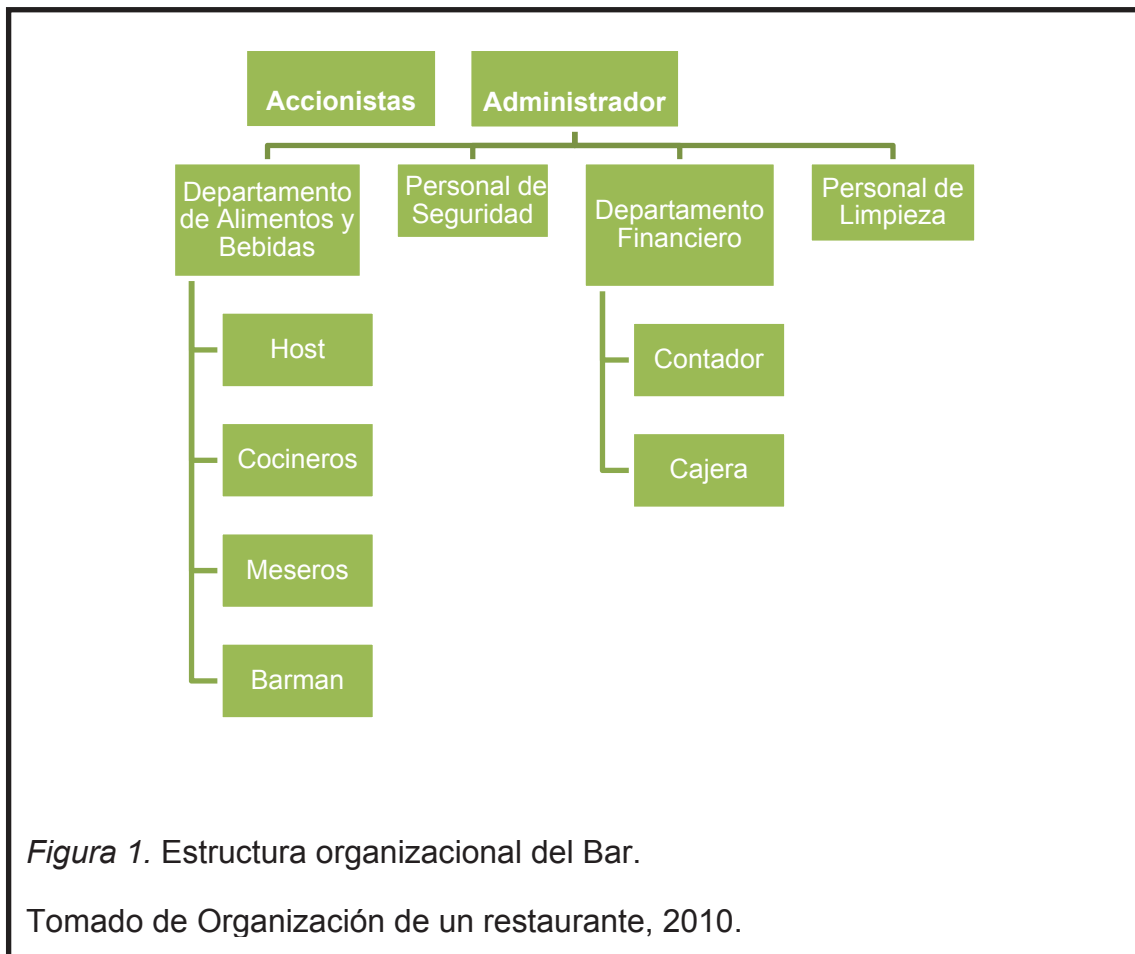 Accionistas
Administrador
Departamento
de Alimentos y
Bebidas
Personal de
Seguridad
Departamento
Financiero
Personal de
Limpieza
Host
Cocineros
Meseros
Barman
Contador
Cajera
Figura 1. Estructura organizacional del Bar.
Tomado de Organización de un restaurante, 2010.